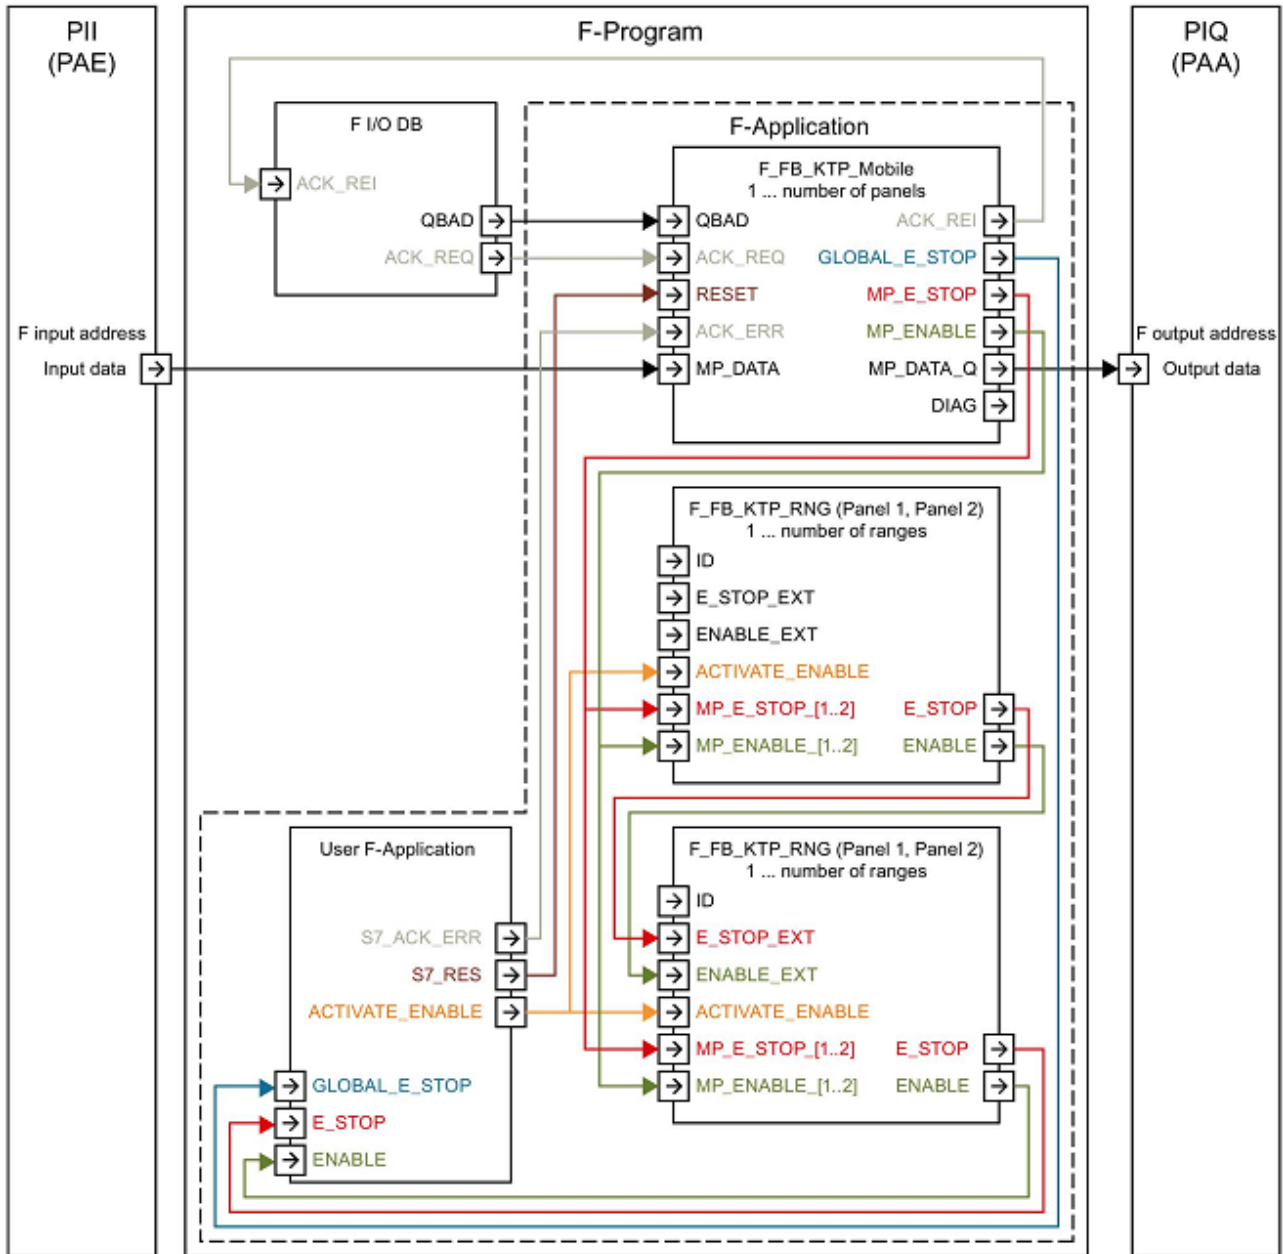 PII
(PAE)
F-Program
PIQ
(PAA)
F I/O DB
ACK_REI
QBAD
ACK_REQ
F-Application
F_FB_KTP_Mobile
1 ... number of panels
QBAD
ACK_REI
ACK_REQ
GLOBAL_E_STOP
RESET
MP_E_STOP
ACK_ERR
MP_ENABLE
MP_DATA
MP_DATA_Q
DIAG
F input address
Input data
F output address
Output data
F_FB_KTP_RNG (Panel 1, Panel 2)
1 ... number of ranges
ID
E_STOP_EXT
ENABLE_EXT
ACTIVATE_ENABLE
MP_E_STOP_[1..2]
E_STOP
MP_ENABLE_[1..2]
ENABLE
User F-Application
S7_ACK_ERR
S7_RES
ACTIVATE_ENABLE
GLOBAL_E_STOP
E_STOP
ENABLE
F_FB_KTP_RNG (Panel 1, Panel 2)
1 ... number of ranges
ID
E_STOP_EXT
ENABLE_EXT
ACTIVATE_ENABLE
MP_E_STOP_[1..2]
E_STOP
MP_ENABLE_[1..2]
ENABLE